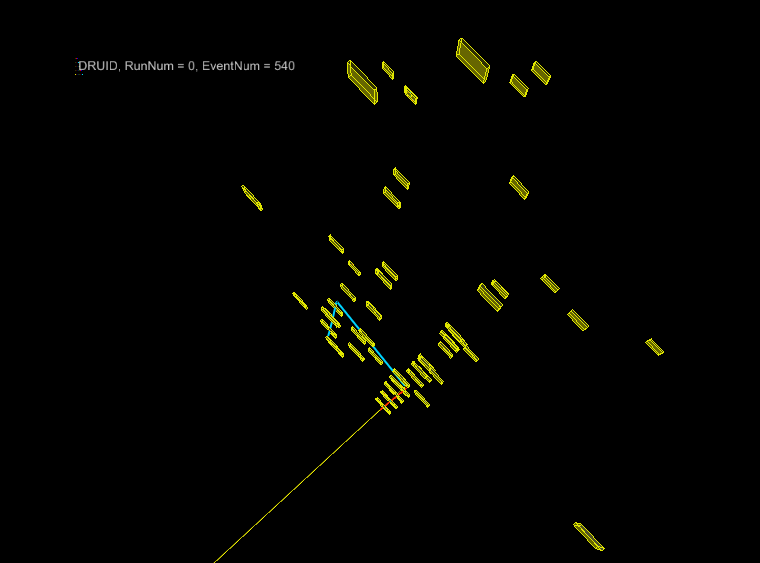 DRUID, RunNum = 0, EventNum = 540